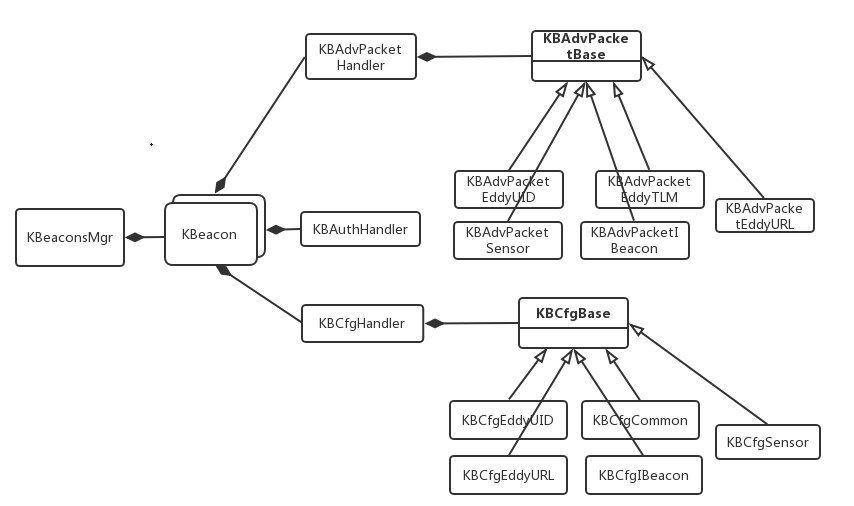 KBAdvPacket
Handler
KBAdvPacke
tBase
KBAdvPacket
EddyUID
KBAdvPacket
EddyTLM
KBAdvPacke
tEddyURL
KBAdvPacket
Sensor
KBAdvPacketI
Beacon
KBeaconsMgr
KBeacon
KBAuthHandler
KBCfgHandler
KBCfgBase
KBCfgEddyUID
KBCfgCommon
KBCfgSensor
KBCfgEddyURL
KBCfgIBeacon